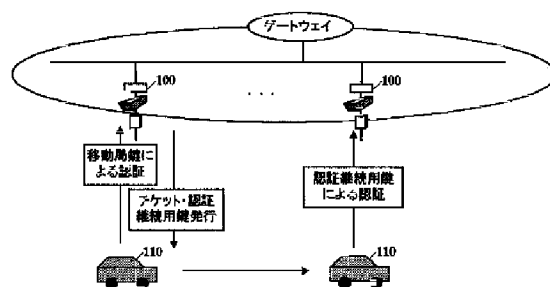 ゲートウェイ
100
100
. . .
移動局鍵に
よる認証
チケット・認証
継続用鍵発行
認証継続用鍵
による認証
110
110